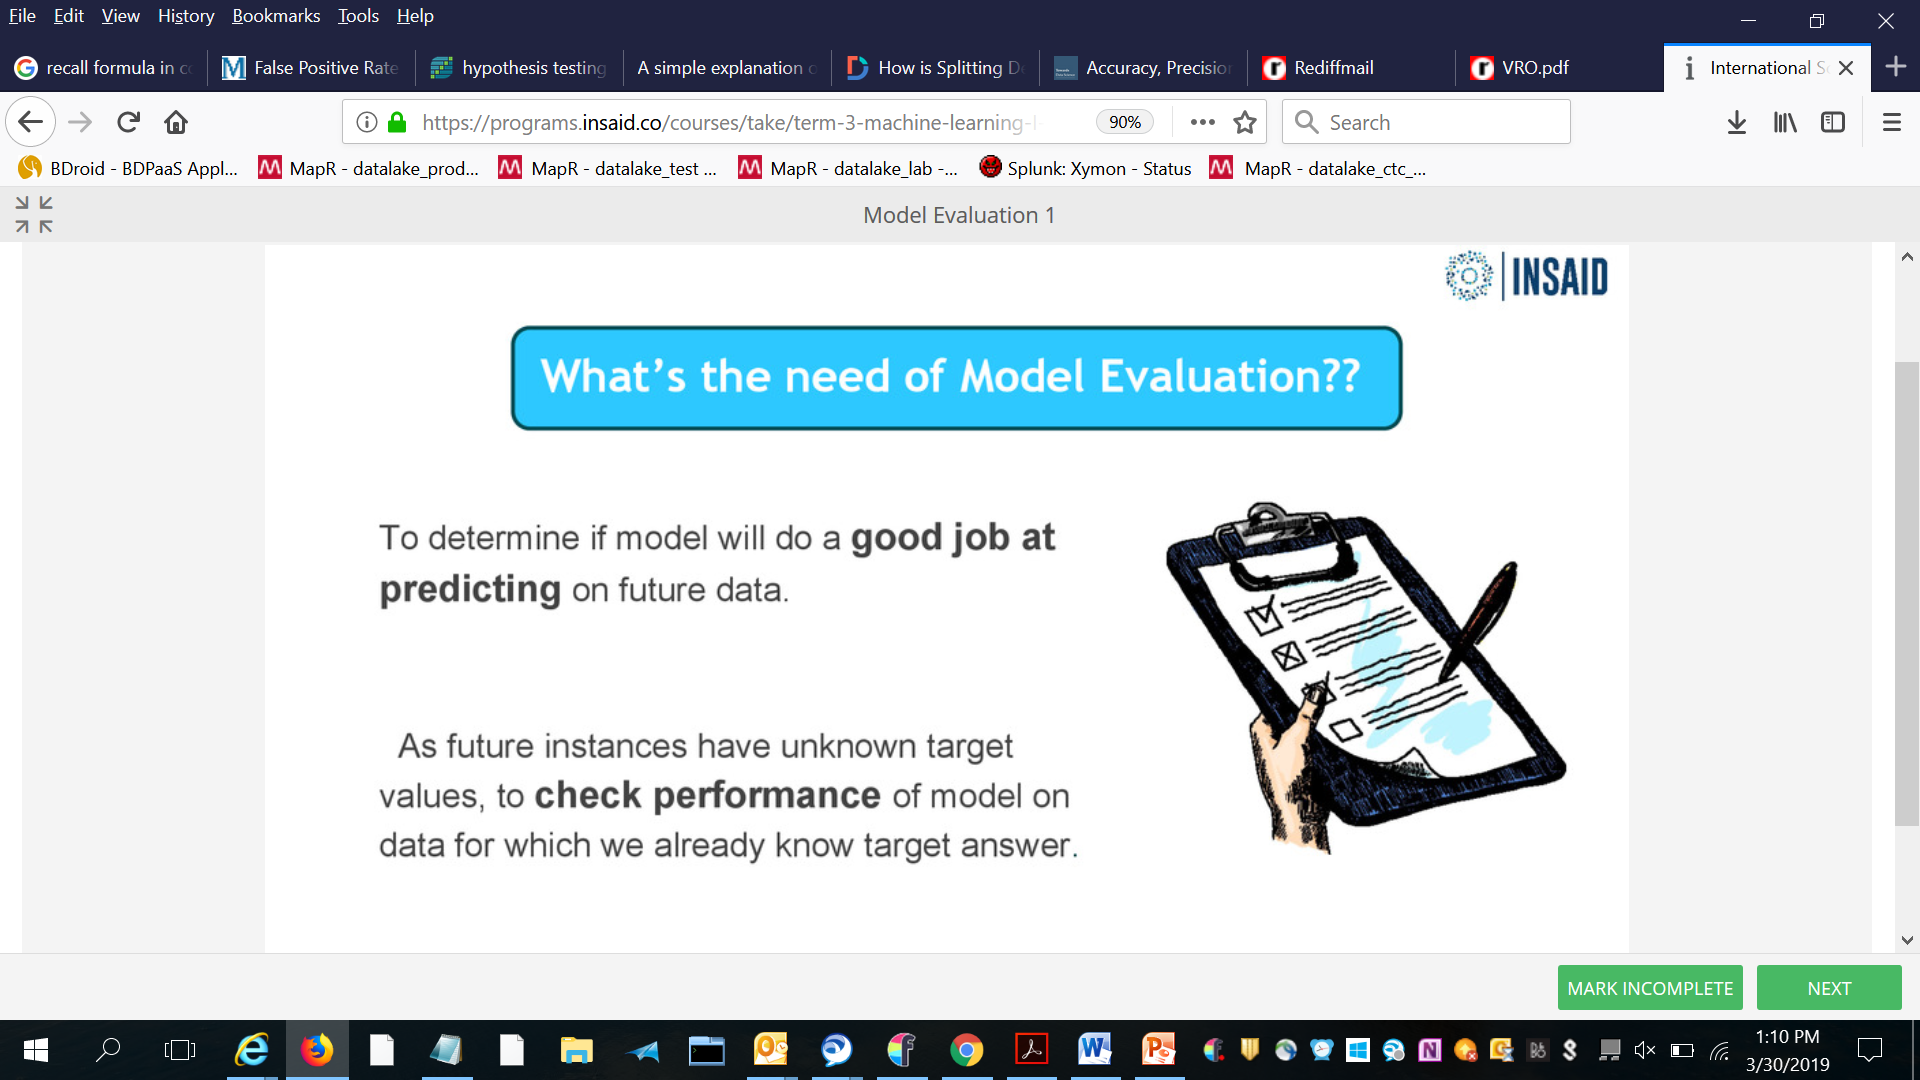 File Edit View History Bookmarks Tools Help
recall formula in
False Positive Rate
hypothesis testing
A simple explanation
How is Splitting
Accuracy, Precision
Rediffmail
VRO.pdf
International
https://programs.insaid.co/courses/take/term-3-machine-learning-
90%
Search
BDroid - BDPaaS Appl...
MapR - datalake_prod...
MapR - datalake_test ...
MapR - datalake_lab -...
Splunk: Xymon - Status
MapR - datalake_ctc_...
Model Evaluation 1
INSAID
What's the need of Model Evaluation??
To determine if model will do a good job at
predicting on future data.
As future instances have unknown target
values, to check performance of model on
data for which we already know target answer.
MARK INCOMPLETE
NEXT
1:10 PM
3/30/2019